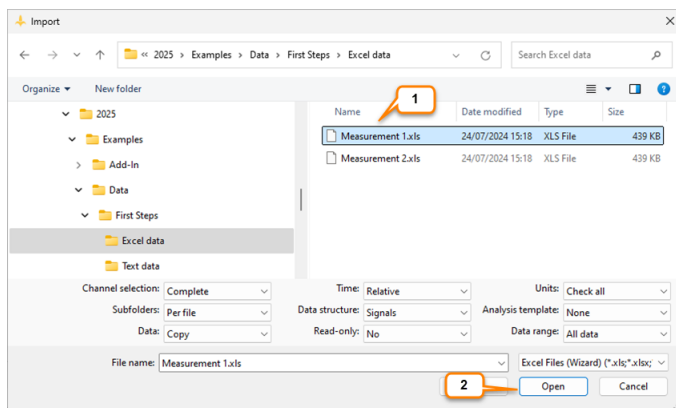 Import
« 2025 > Examples > Data > First Steps > Excel data
Search Excel data
Organize
New folder
1
2025
Examples
Add-In
Data
First Steps
Excel data
Text data
Name Date modified Type Size
Measurement 1.xls 24/07/2024 15:18 XLS File 439 KB
Measurement 2.xls 24/07/2024 15:18 XLS File 439 KB
Channel selection: Complete Time: Relative Units: Check all
Subfolders: Per file Data structure: Signals Analysis template: None
Data: Copy Read-only: No Data range: All data
File name: Measurement 1.xls Excel Files (Wizard) (*.xls;*.xlsx;
2
Open Cancel